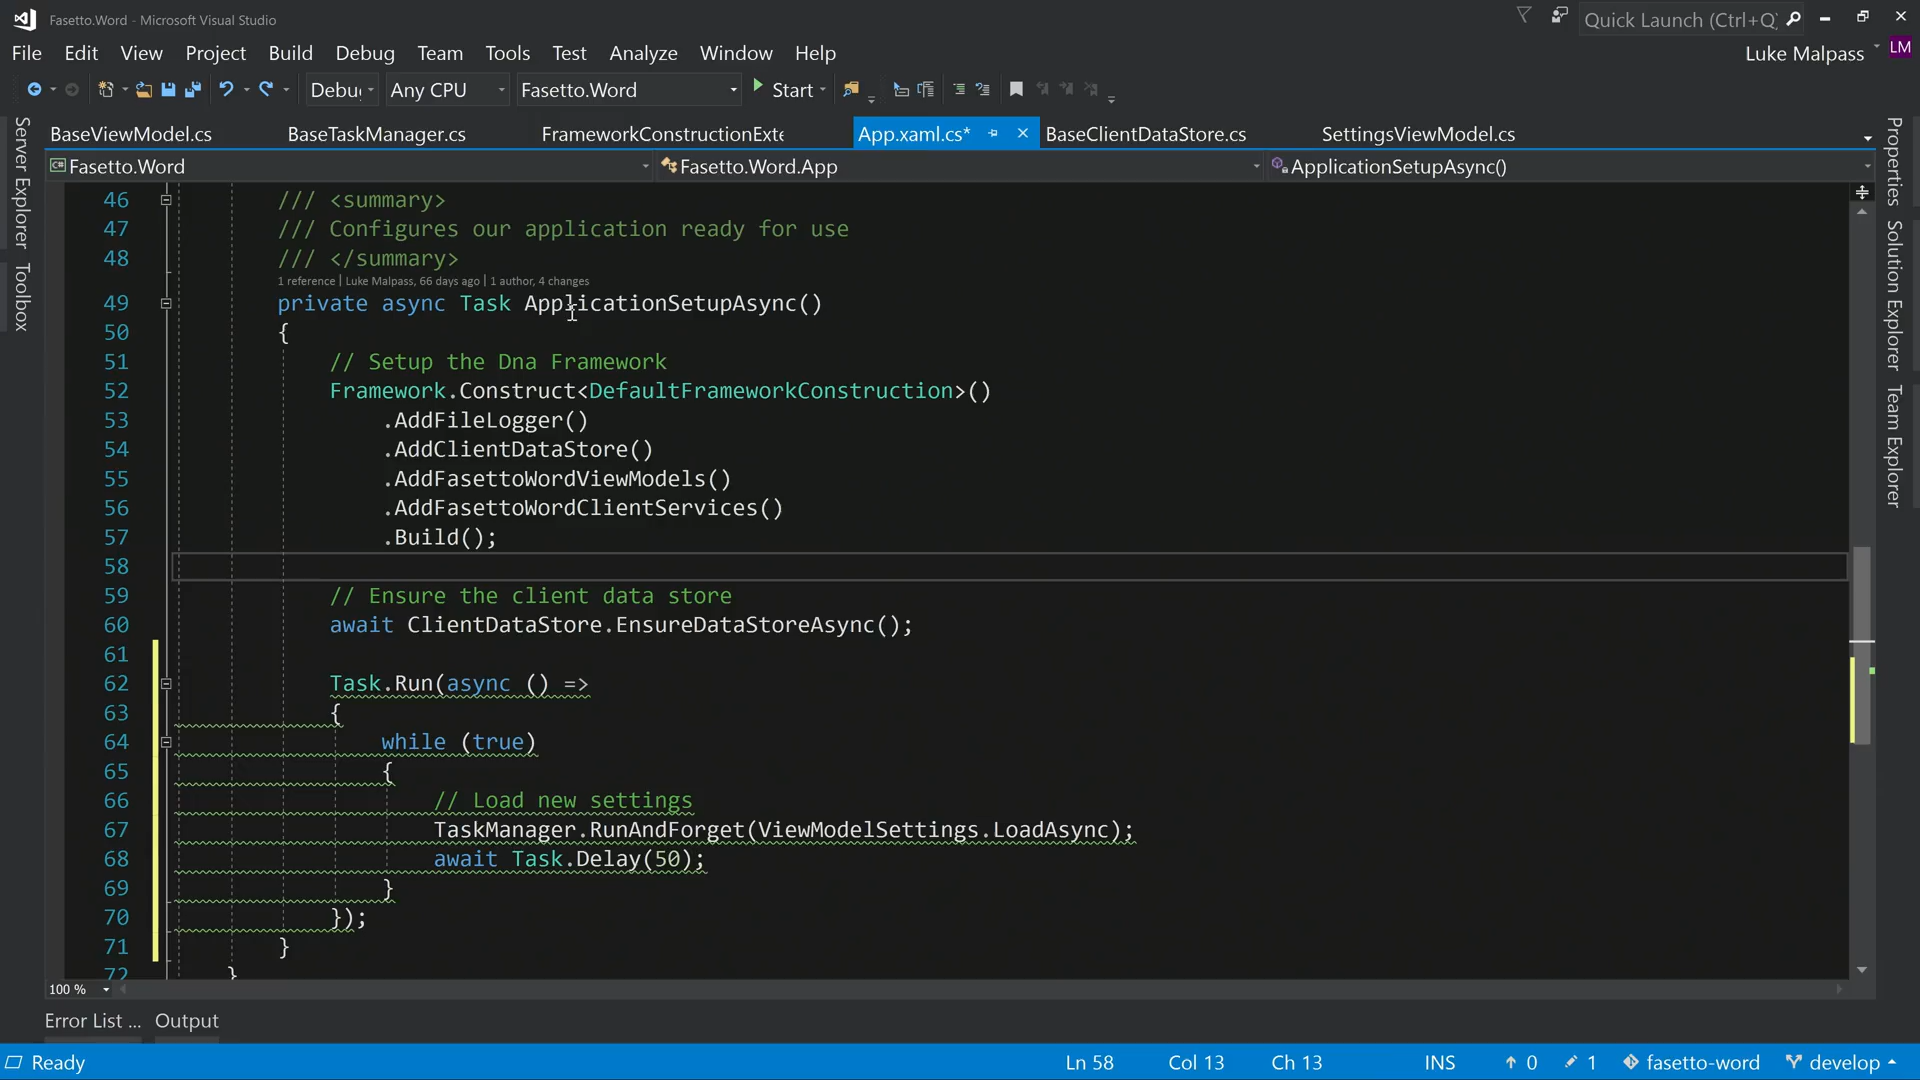 Fasetto.Word - Microsoft Visual Studio
Quick Launch (Ctrl+Q)
File Edit View Project Build Debug Team Tools Test Analyze Window Help
Luke Malpass LM
Debu Any CPU Fasetto.Word Start
BaseViewModel.cs BaseTaskManager.cs FrameworkConstructionExte App.xaml.cs* BaseClientDataStore.cs SettingsViewModel.cs
Fasetto.Word Fasetto.Word.App ApplicationSetupAsync()
Server Explorer
Toolbox
46 /// <summary>
47 /// Configures our application ready for use
48 /// </summary>
1 reference | Luke Malpass, 66 days ago | 1 author, 4 changes
49 private async Task ApplicationSetupAsync()
50 {
51 // Setup the Dna Framework
52 Framework.Construct<DefaultFrameworkConstruction>()
53 .AddFileLogger()
54 .AddClientDataStore()
55 .AddFasettoWordViewModels()
56 .AddFasettoWordClientServices()
57 .Build();
58
59 // Ensure the client data store
60 await ClientDataStore.EnsureDataStoreAsync();
61
62 Task.Run(async () =>
63 {
64 while (true)
65 {
66 // Load new settings
67 TaskManager.RunAndForget(ViewModelSettings.LoadAsync);
68 await Task.Delay(50);
69 }
70 });
71 }
72 }
Properties
Solution Explorer
Team Explorer
100 %
Error List ... Output
Ready Ln 58 Col 13 Ch 13 INS 0 1 fasetto-word develop